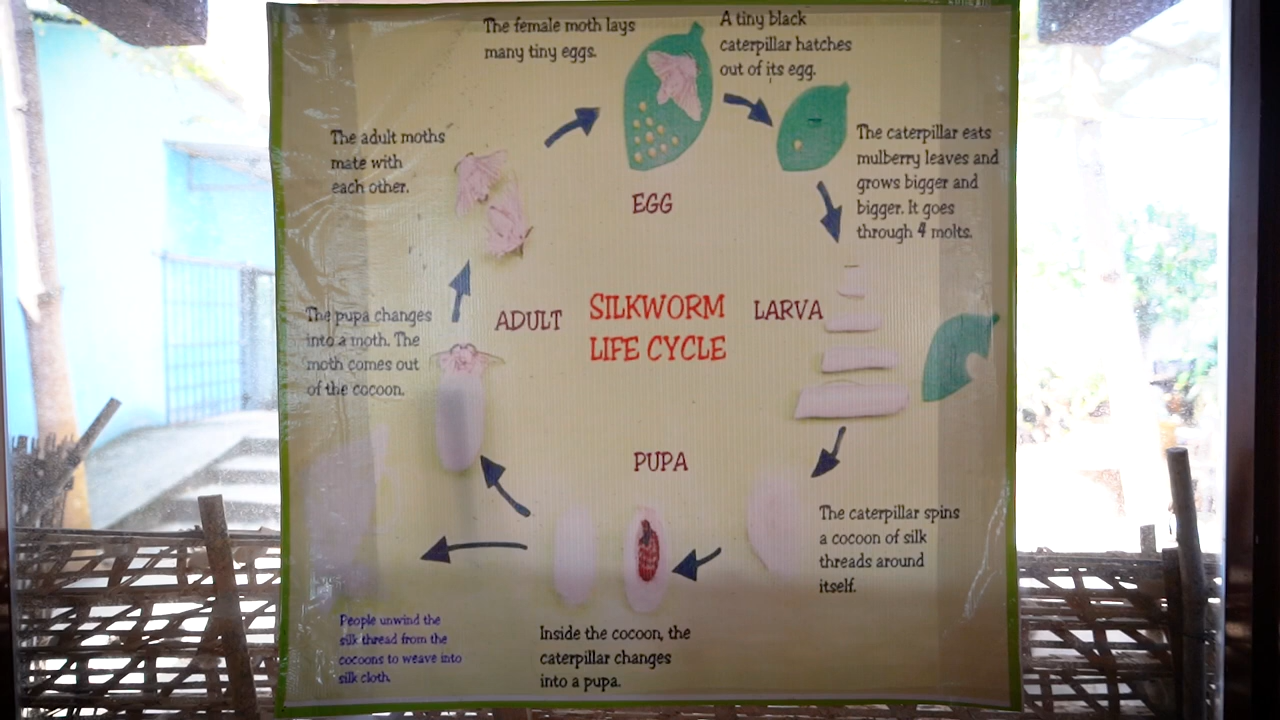 The female moth lays
many tiny eggs.
A tiny black
caterpillar hatches
out of its egg.
The adult moths
mate with
each other.
The caterpillar eats
mulberry leaves and
grows bigger and
bigger. It goes
through 4 molts.
EGG
The pupa changes
into a moth. The
moth comes out
of the cocoon.
ADULT
SILKWORM
LIFE CYCLE
LARVA
PUPA
The caterpillar spins
a cocoon of silk
threads around
itself.
People unwind the
silk thread from the
cocoons to weave into
silk cloth.
Inside the cocoon, the
caterpillar changes
into a pupa.